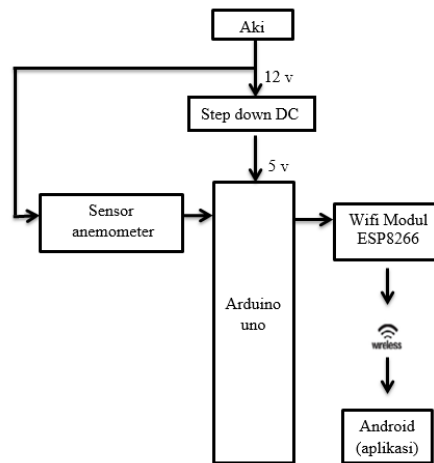 Aki
12 v
Step down DC
5 v
Sensor
anemometer
Wifi Modul
ESP8266
Arduino
uno
wireless
Android
(aplikasi)